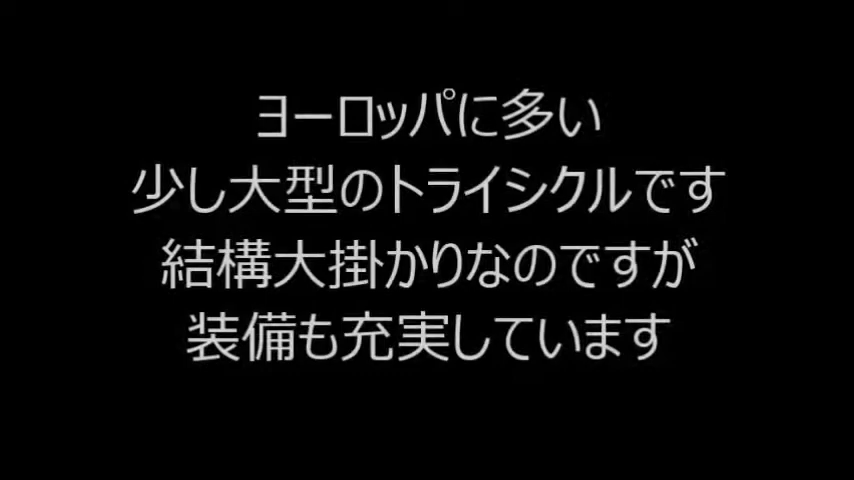 ヨーロッパに多い
少し大型のトライシクルです
結構大掛かりなのですが
装備も充実しています